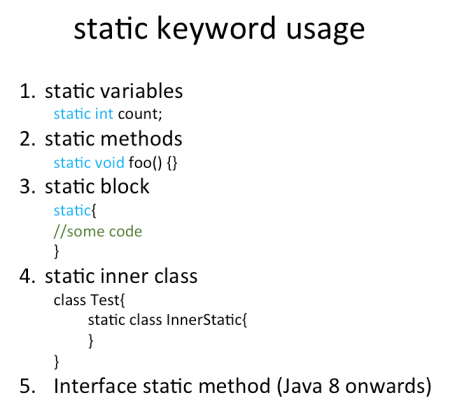 static keyword usage
1. static variables
static int count;
2. static methods
static void foo() {}
3. static block
static{
//some code
}
4. static inner class
class Test{
static class InnerStatic{
}
}
5. Interface static method (Java 8 onwards)